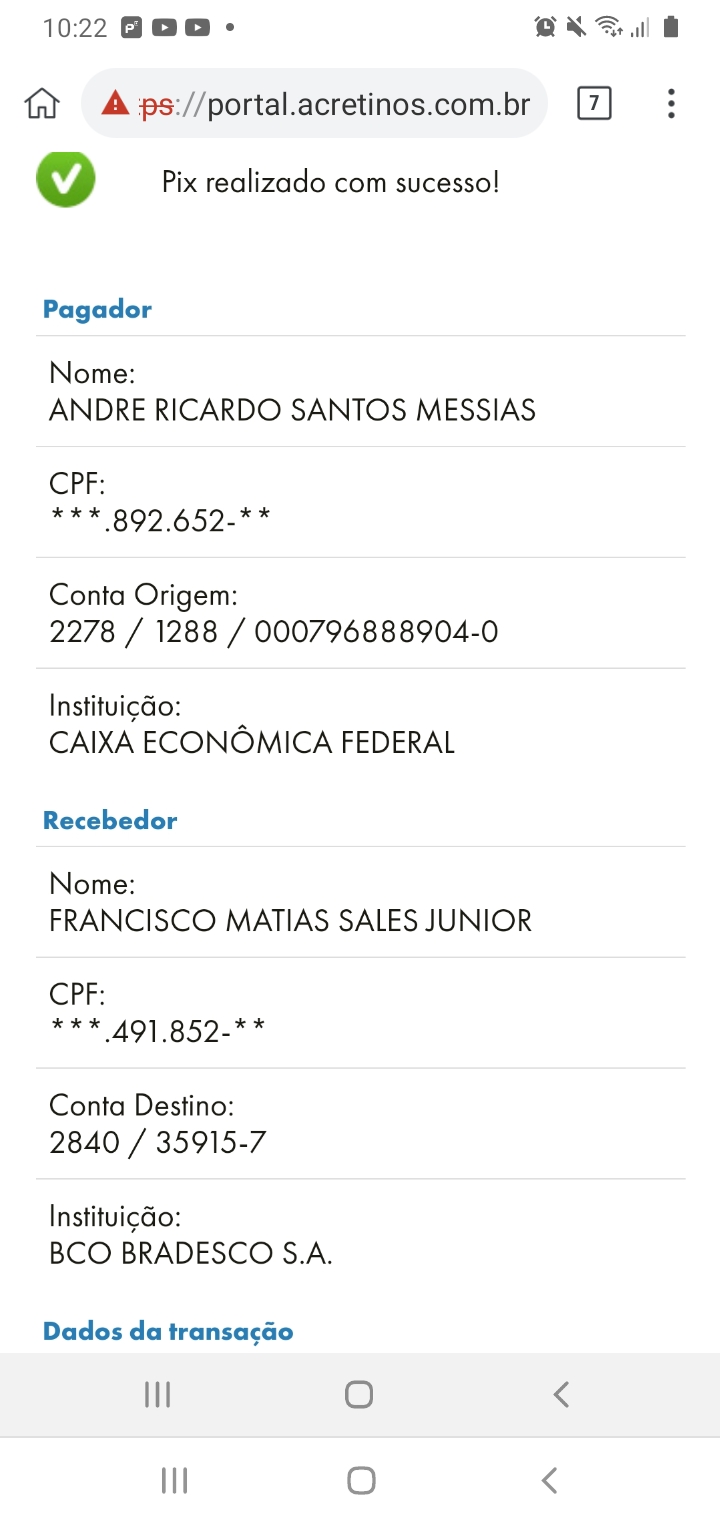 10:22
ps://portal.acretinos.com.br
7
Pix realizado com sucesso!
Pagador
Nome:
ANDRE RICARDO SANTOS MESSIAS
CPF:
***.892.652-**
Conta Origem:
2278 / 1288 / 000796888904-0
Instituição:
CAIXA ECONÔMICA FEDERAL
Recebedor
Nome:
FRANCISCO MATIAS SALES JUNIOR
CPF:
***.491.852-**
Conta Destino:
2840 / 35915-7
Instituição:
BCO BRADESCO S.A.
Dados da transação